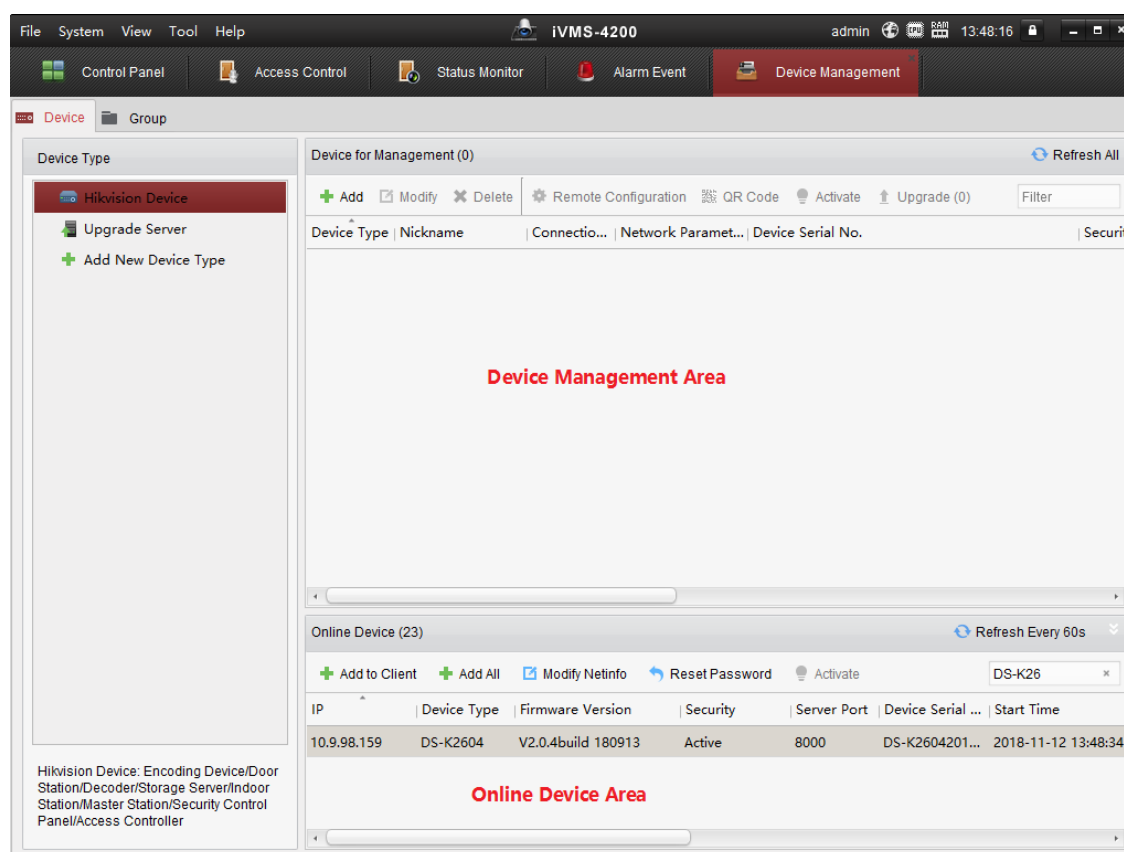 File System View Tool Help iVMS-4200 admin CPU RAM 13:48:16
Control Panel Access Control Status Monitor Alarm Event Device Management
Device Group
Device Type
Hikvision Device
Upgrade Server
Add New Device Type
Hikvision Device: Encoding Device/Door
Station/Decoder/Storage Server/Indoor
Station/Master Station/Security Control
Panel/Access Controller
Device for Management (0) Refresh All
Add Modify Delete Remote Configuration QR Code Activate Upgrade (0) Filter
Device Type Nickname Connectio... Network Paramet... Device Serial No. Securit
Device Management Area
Online Device (23) Refresh Every 60s
Add to Client Add All Modify Netinfo Reset Password Activate DS-K26 ×
IP Device Type Firmware Version Security Server Port Device Serial ... Start Time
10.9.98.159 DS-K2604 V2.0.4build 180913 Active 8000 DS-K2604201... 2018-11-12 13:48:34
Online Device Area